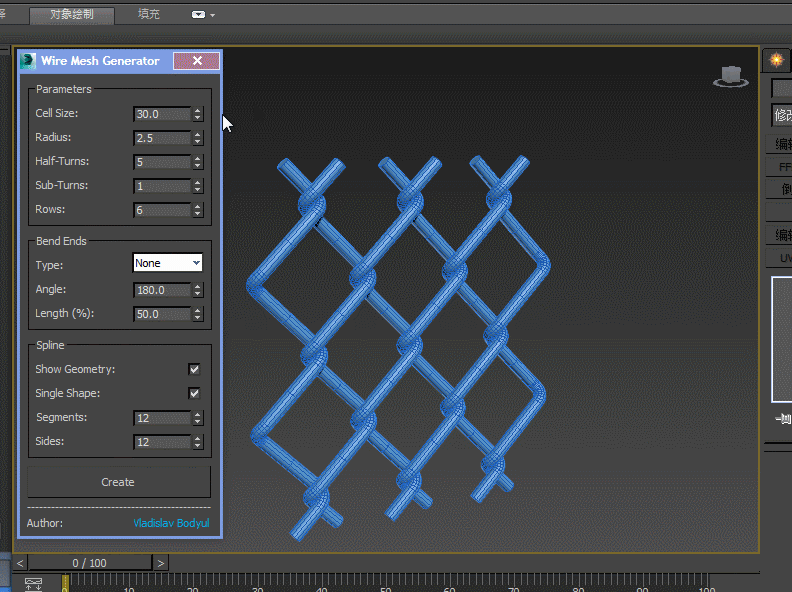 对象绘制 填充
Wire Mesh Generator
Parameters
Cell Size: 30.0
Radius: 2.5
Half-Turns: 5
Sub-Turns: 1
Rows: 6
Bend Ends
Type: None
Angle: 180.0
Length (%): 50.0
Spline
Show Geometry:
Single Shape:
Segments: 12
Sides: 12
Create
Author: Vladislav Bodyul
修改
编辑
FF
倒
编辑
UV
< 0 / 100 >
0 10 20 30 40 50 60 70 80 90 100